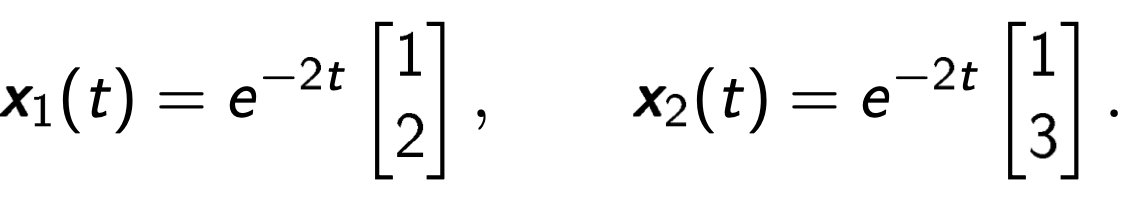 x₁(t) = e⁻²ᵗ [1 2], x₂(t) = e⁻²ᵗ [1 3].